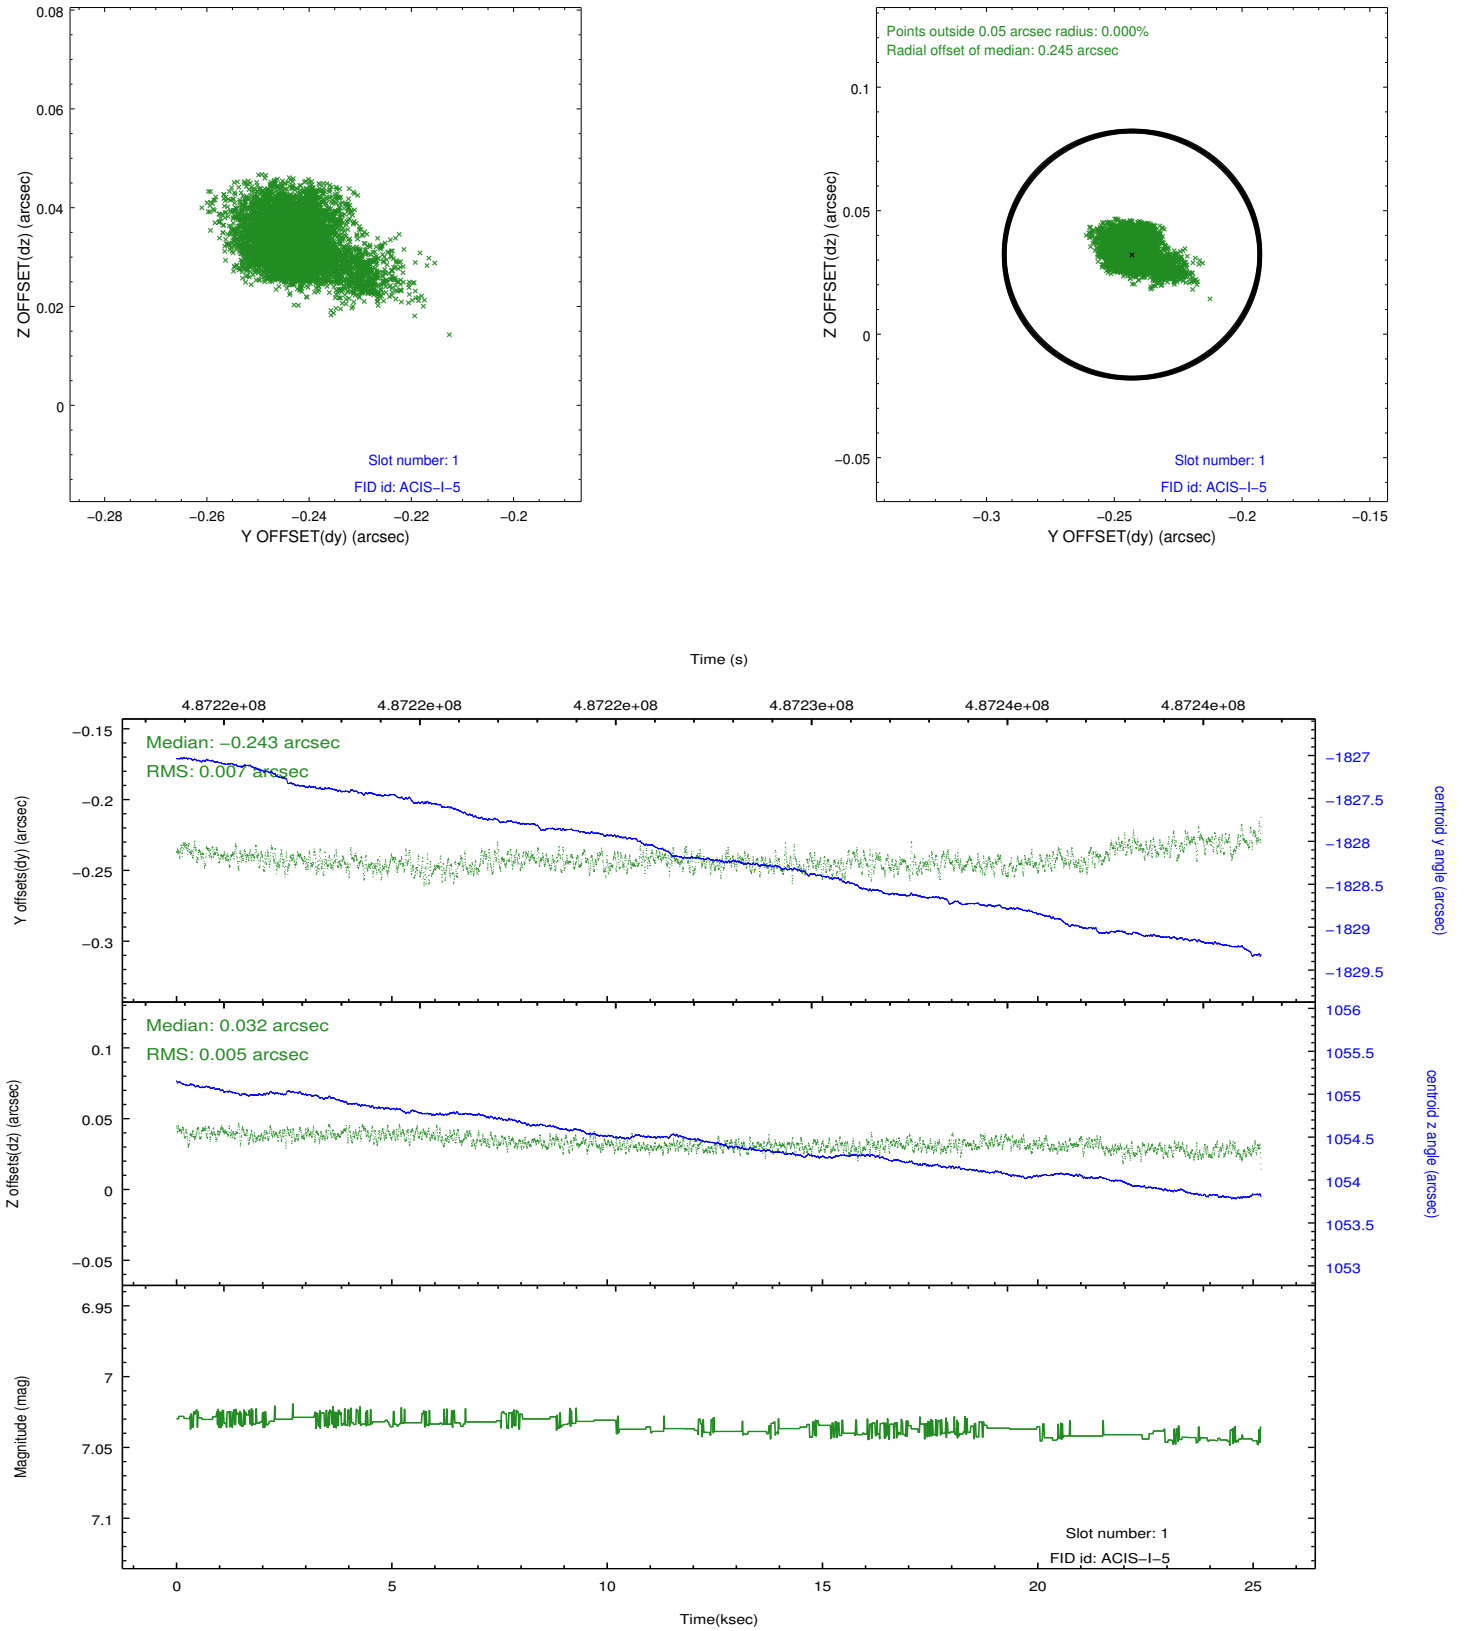 0.08
0.06
0.04
0.02
0
Z OFFSET(dz) (arcsec)
Slot number: 1
FID id: ACIS−I−5
−0.28 −0.26 −0.24 −0.22 −0.2
Y OFFSET(dy) (arcsec)
Points outside 0.05 arcsec radius: 0.000%
Radial offset of median: 0.245 arcsec
0.1
0.05
0
−0.05
Z OFFSET(dz) (arcsec)
Slot number: 1
FID id: ACIS−I−5
−0.3 −0.25 −0.2 −0.15
Y OFFSET(dy) (arcsec)
Time (s)
4.8722e+08 4.8722e+08 4.8722e+08 4.8723e+08 4.8724e+08 4.8724e+08
Median: −0.243 arcsec
RMS: 0.007 arcsec
−0.15
−0.2
−0.25
−0.3
Y offsets(dy) (arcsec)
−1827
−1827.5
−1828
−1828.5
−1829
−1829.5
centroid y angle (arcsec)
Median: 0.032 arcsec
RMS: 0.005 arcsec
0.1
0.05
0
−0.05
Z offsets(dz) (arcsec)
1056
1055.5
1055
1054.5
1054
1053.5
1053
centroid z angle (arcsec)
6.95
7
7.05
7.1
Magnitude (mag)
Slot number: 1
FID id: ACIS−I−5
0 5 10 15 20 25
Time(ksec)